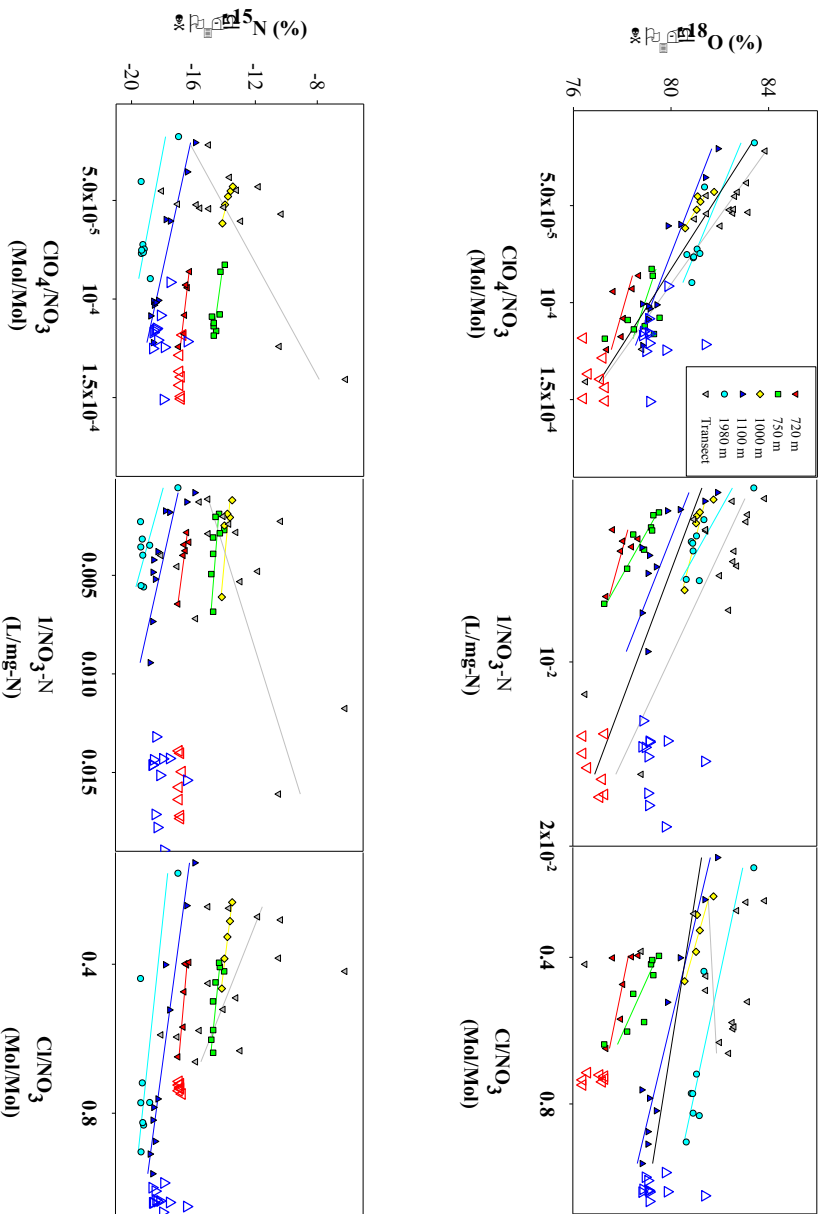 18 O (%)
84
80
76
720 m
750 m
1000 m
1100 m
1980 m
Transect
5.0x10-5
10-4
1.5x10-4
10-2
2x10-2
0.4
0.8
ClO4/NO3
(Mol/Mol)
1/NO3-N
(L/mg-N)
Cl/NO3
(Mol/Mol)
15 N (%)
-8
-12
-16
-20
5.0x10-5
10-4
1.5x10-4
0.005
0.010
0.015
0.4
0.8
ClO4/NO3
(Mol/Mol)
1/NO3-N
(L/mg-N)
Cl/NO3
(Mol/Mol)